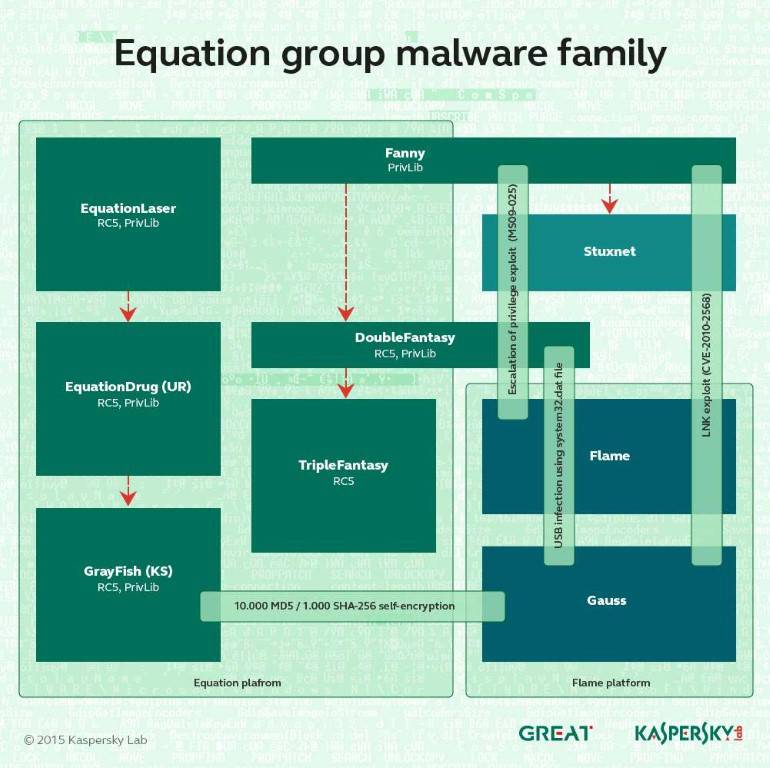 Equation group malware family
EquationLaser
RC5, PrivLib
Fanny
PrivLib
Stuxnet
Escalation of privilege exploit (MS09-025)
LNK exploit (CVE-2010-2568)
EquationDrug (UR)
RC5, PrivLib
DoubleFantasy
RC5, PrivLib
USB infection using system32.dat file
TripleFantasy
RC5
Flame
GrayFish (KS)
RC5, PrivLib
10.000 MD5 / 1.000 SHA-256 self-encryption
Gauss
Equation plafrom
Flame platform
© 2015 Kaspersky Lab
GREAT
KASPERSKY lab